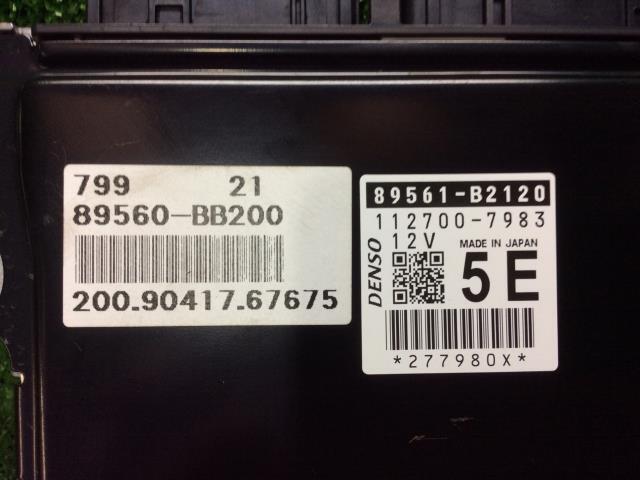 799 21
89560-BB200
200.90417.67675
89561-B2120
112700-7983
DENSO
12V MADE IN JAPAN
5E
*277980X*